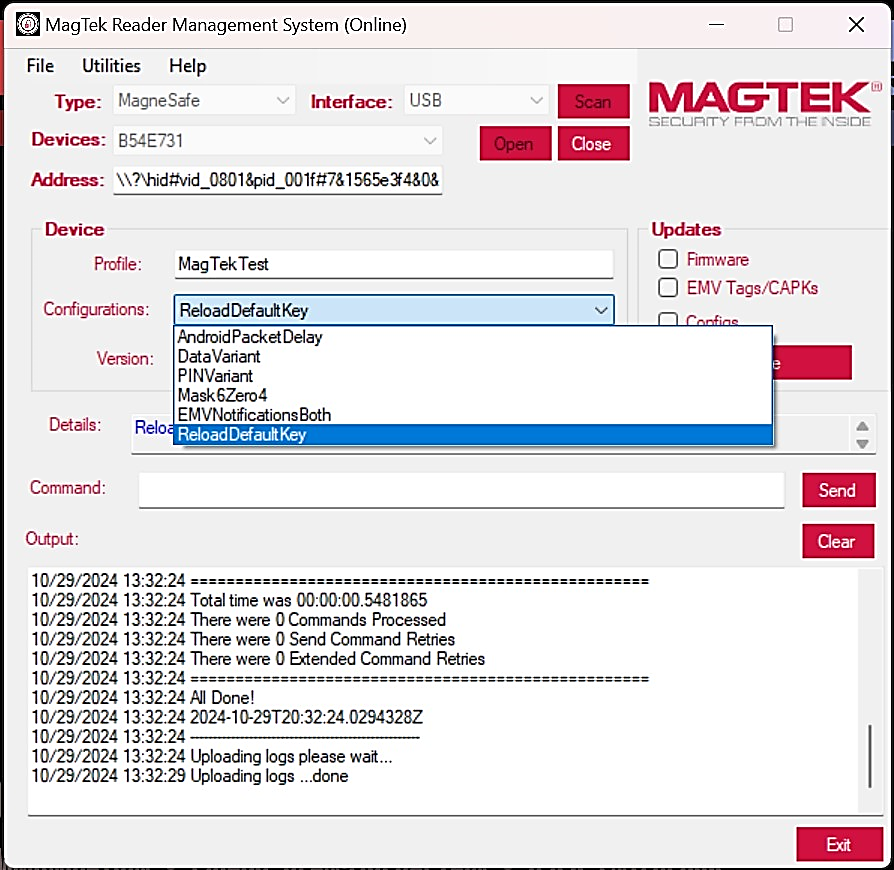 MagTek Reader Management System (Online)
File Utilities Help
Type: MagneSafe Interface: USB Scan
MAGTEK®
SECURITY FROM THE INSIDE
Devices: B54E731 Open Close
Address: \\?\hid#vid_0801&pid_001f#7&1565e3f4&0&
Device
Updates
Profile: MagTekTest
Firmware
EMV Tags/CAPKs
Configurations: ReloadDefaultKey
Configs
AndroidPacketDelay
DataVariant
Version:
PINVariant
Mask6Zero4
EMVNotificationsBoth
ReloadDefaultKey
Details:
Command: Send
Output: Clear
10/29/2024 13:32:24 ===================================================
10/29/2024 13:32:24 Total time was 00:00:00.5481865
10/29/2024 13:32:24 There were 0 Commands Processed
10/29/2024 13:32:24 There were 0 Send Command Retries
10/29/2024 13:32:24 There were 0 Extended Command Retries
10/29/2024 13:32:24 ===================================================
10/29/2024 13:32:24 All Done!
10/29/2024 13:32:24 2024-10-29T20:32:24.0294328Z
10/29/2024 13:32:24 --------------------------------------------------
10/29/2024 13:32:24 Uploading logs please wait...
10/29/2024 13:32:29 Uploading logs ...done
Exit